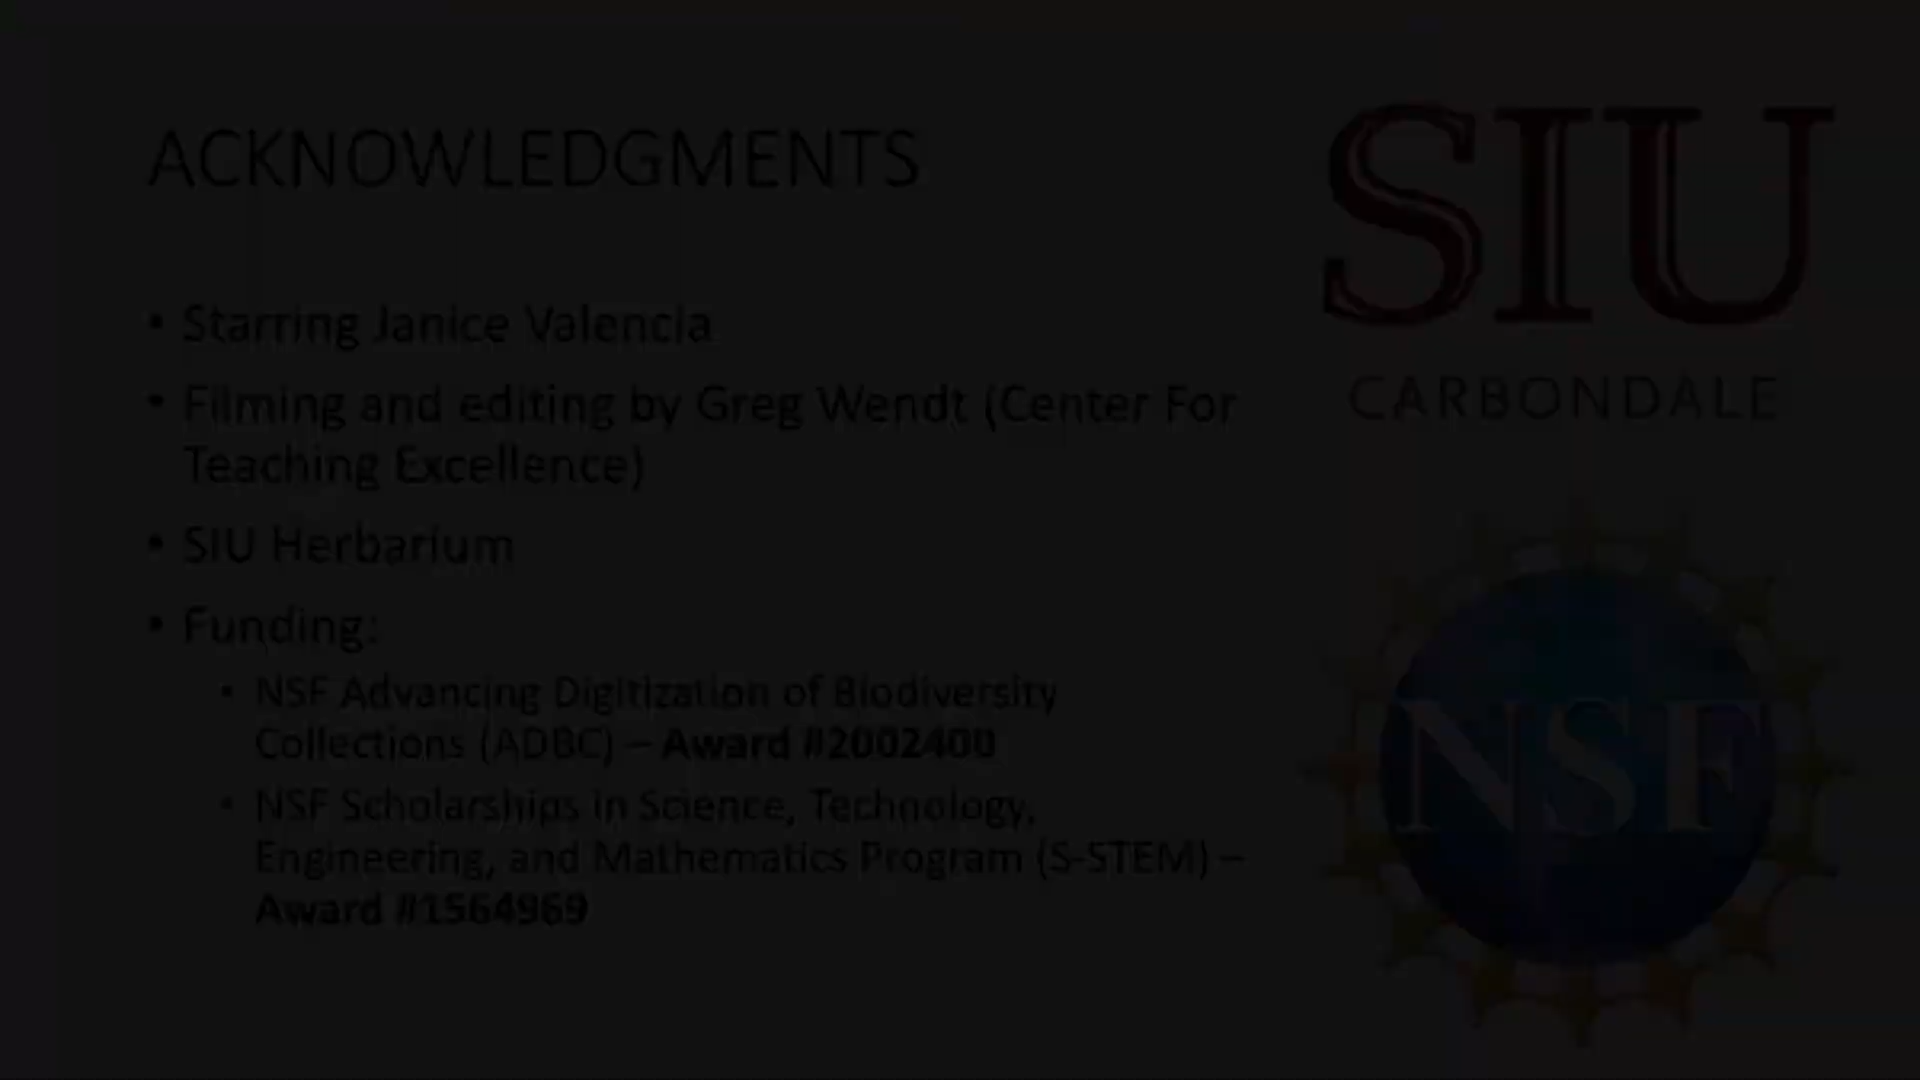 ACKNOWLEDGMENTS
SIU
CARBONDALE
• Starring Janice Valencia
• Filming and editing by Greg Wendt (Center For
Teaching Excellence)
• SIU Herbarium
• Funding:
• NSF Advancing Digitization of Biodiversity
Collections (ADBC) – Award #2002400
• NSF Scholarships in Science, Technology,
Engineering, and Mathematics Program (S-STEM) –
Award #1564969
NSF